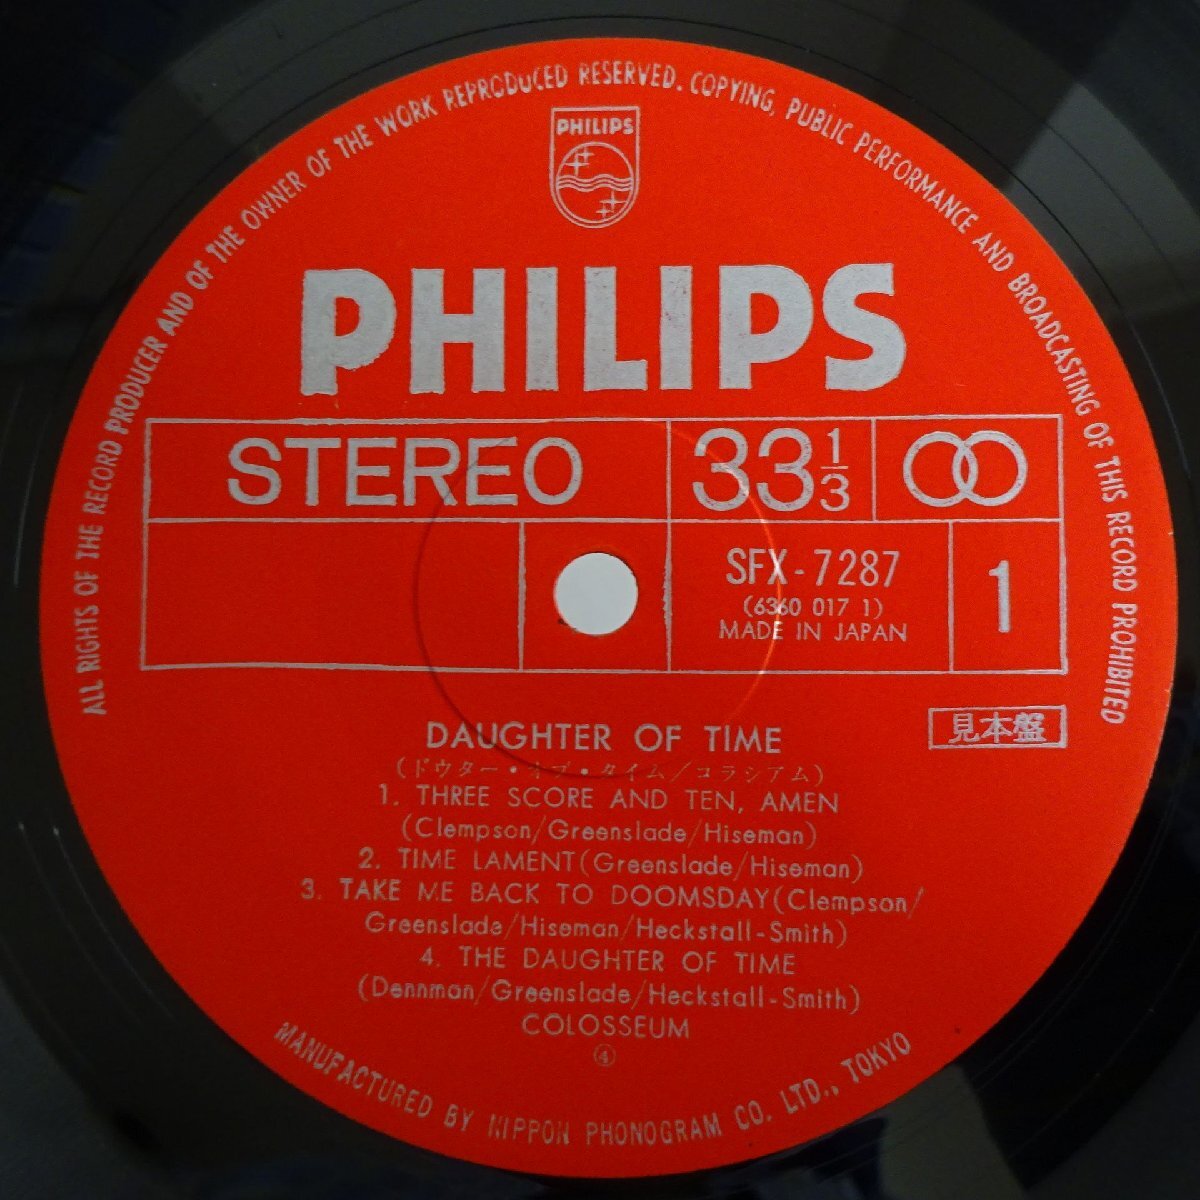 ALL RIGHTS OF THE RECORD PRODUCER AND OF THE OWNER OF THE WORK REPRODUCED RESERVED. COPYING, PUBLIC PERFORMANCE AND BROADCASTING OF THIS RECORD PROHIBITED
PHILIPS
PHILIPS
STEREO
33 1/3
SFX-7287
(6360 017 1)
MADE IN JAPAN
1
DAUGHTER OF TIME
見本盤
(ドウター・オブ・タイム/コラシアム)
1. THREE SCORE AND TEN, AMEN
(Clempson/Greenslade/Hiseman)
2. TIME LAMENT(Greenslade/Hiseman)
3. TAKE ME BACK TO DOOMSDAY(Clempson/
Greenslade/Hiseman/Heckstall-Smith)
4. THE DAUGHTER OF TIME
(Dennman/Greenslade/Heckstall-Smith)
COLOSSEUM
④
MANUFACTURED BY NIPPON PHONOGRAM CO. LTD., TOKYO